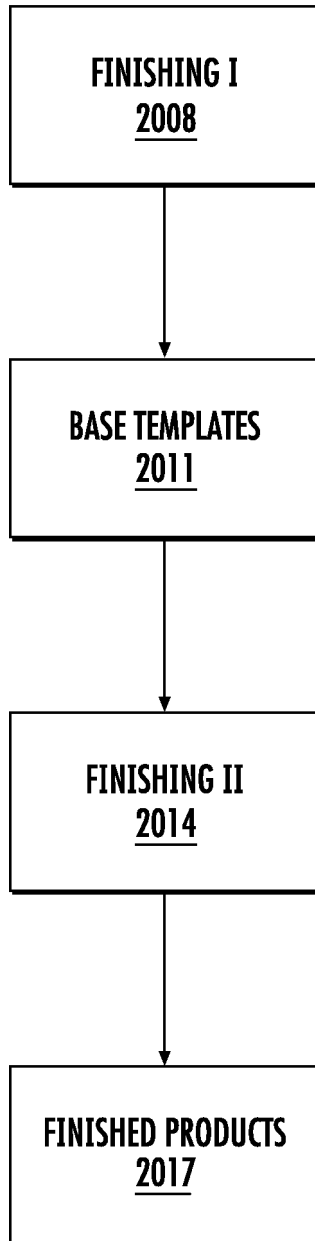 FINISHING I
2008
BASE TEMPLATES
2011
FINISHING II
2014
FINISHED PRODUCTS
2017